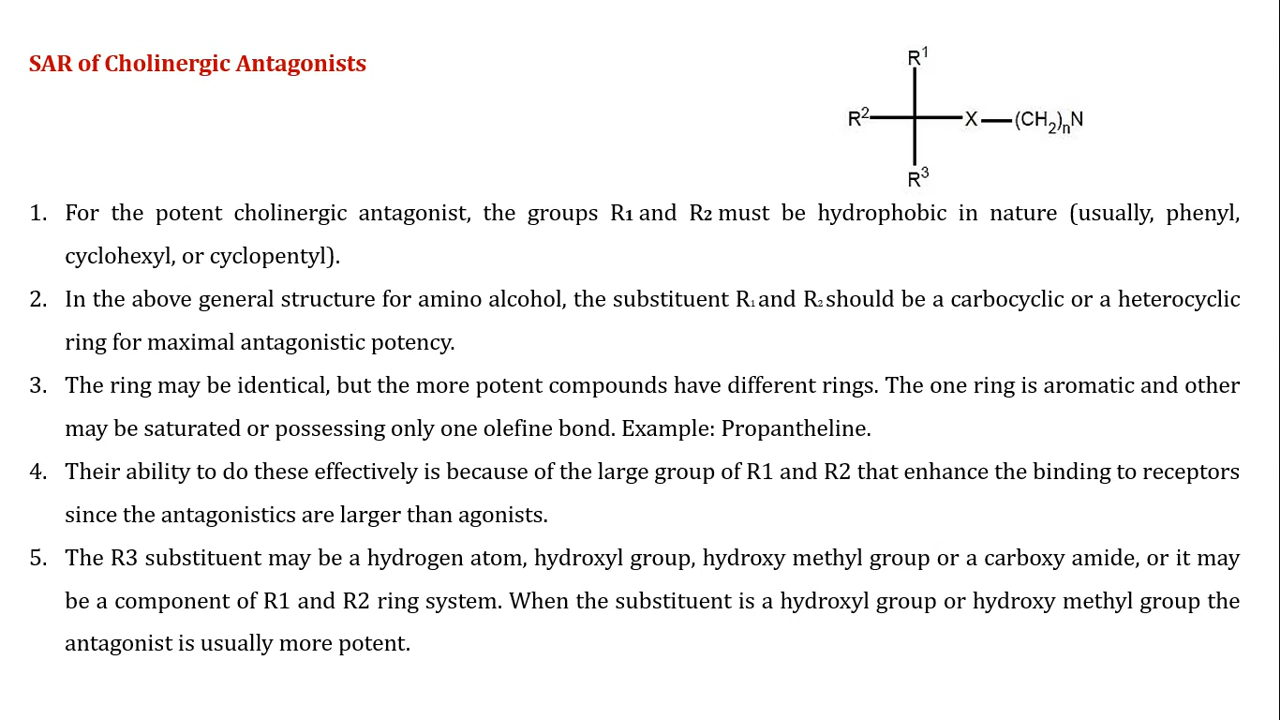 SAR of Cholinergic Antagonists
R¹
R² X (CH₂)ₙN
R³
1. For the potent cholinergic antagonist, the groups R₁ and R₂ must be hydrophobic in nature (usually, phenyl,
cyclohexyl, or cyclopentyl).
2. In the above general structure for amino alcohol, the substituent R₁ and R₂ should be a carbocyclic or a heterocyclic
ring for maximal antagonistic potency.
3. The ring may be identical, but the more potent compounds have different rings. The one ring is aromatic and other
may be saturated or possessing only one olefine bond. Example: Propantheline.
4. Their ability to do these effectively is because of the large group of R1 and R2 that enhance the binding to receptors
since the antagonistics are larger than agonists.
5. The R3 substituent may be a hydrogen atom, hydroxyl group, hydroxy methyl group or a carboxy amide, or it may
be a component of R1 and R2 ring system. When the substituent is a hydroxyl group or hydroxy methyl group the
antagonist is usually more potent.